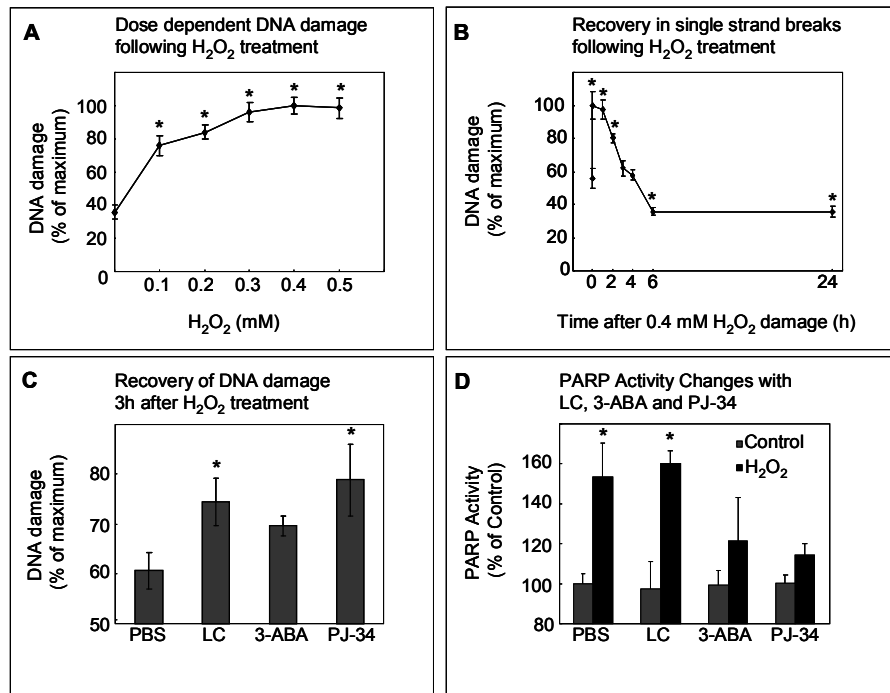 A
Dose dependent DNA damage
following H₂O₂ treatment
DNA damage
(% of maximum)
100
80
60
40
20
0
* * * * *
0.1 0.2 0.3 0.4 0.5
H₂O₂ (mM)
B
Recovery in single strand breaks
following H₂O₂ treatment
DNA damage
(% of maximum)
100
80
60
40
20
0
* * * * *
0 2 4 6 24
Time after 0.4 mM H₂O₂ damage (h)
C
Recovery of DNA damage
3h after H₂O₂ treatment
DNA damage
(% of maximum)
80
70
60
50
* *
PBS LC 3-ABA PJ-34
D
PARP Activity Changes with
LC, 3-ABA and PJ-34
PARP Activity
(% of Control)
160
140
120
100
80
* *
Control
H₂O₂
PBS LC 3-ABA PJ-34